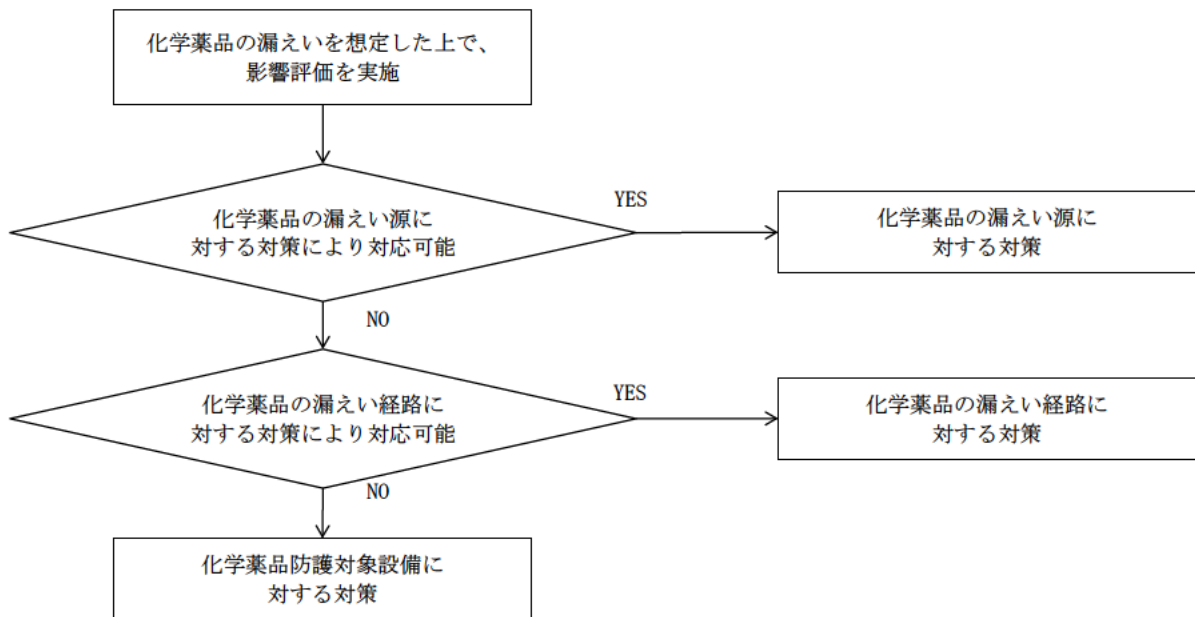 化学薬品の漏えいを想定した上で、
影響評価を実施
化学薬品の漏えい源に
対する対策により対応可能
YES
化学薬品の漏えい源に
対する対策
NO
化学薬品の漏えい経路に
対する対策により対応可能
YES
化学薬品の漏えい経路に
対する対策
NO
化学薬品防護対象設備に
対する対策